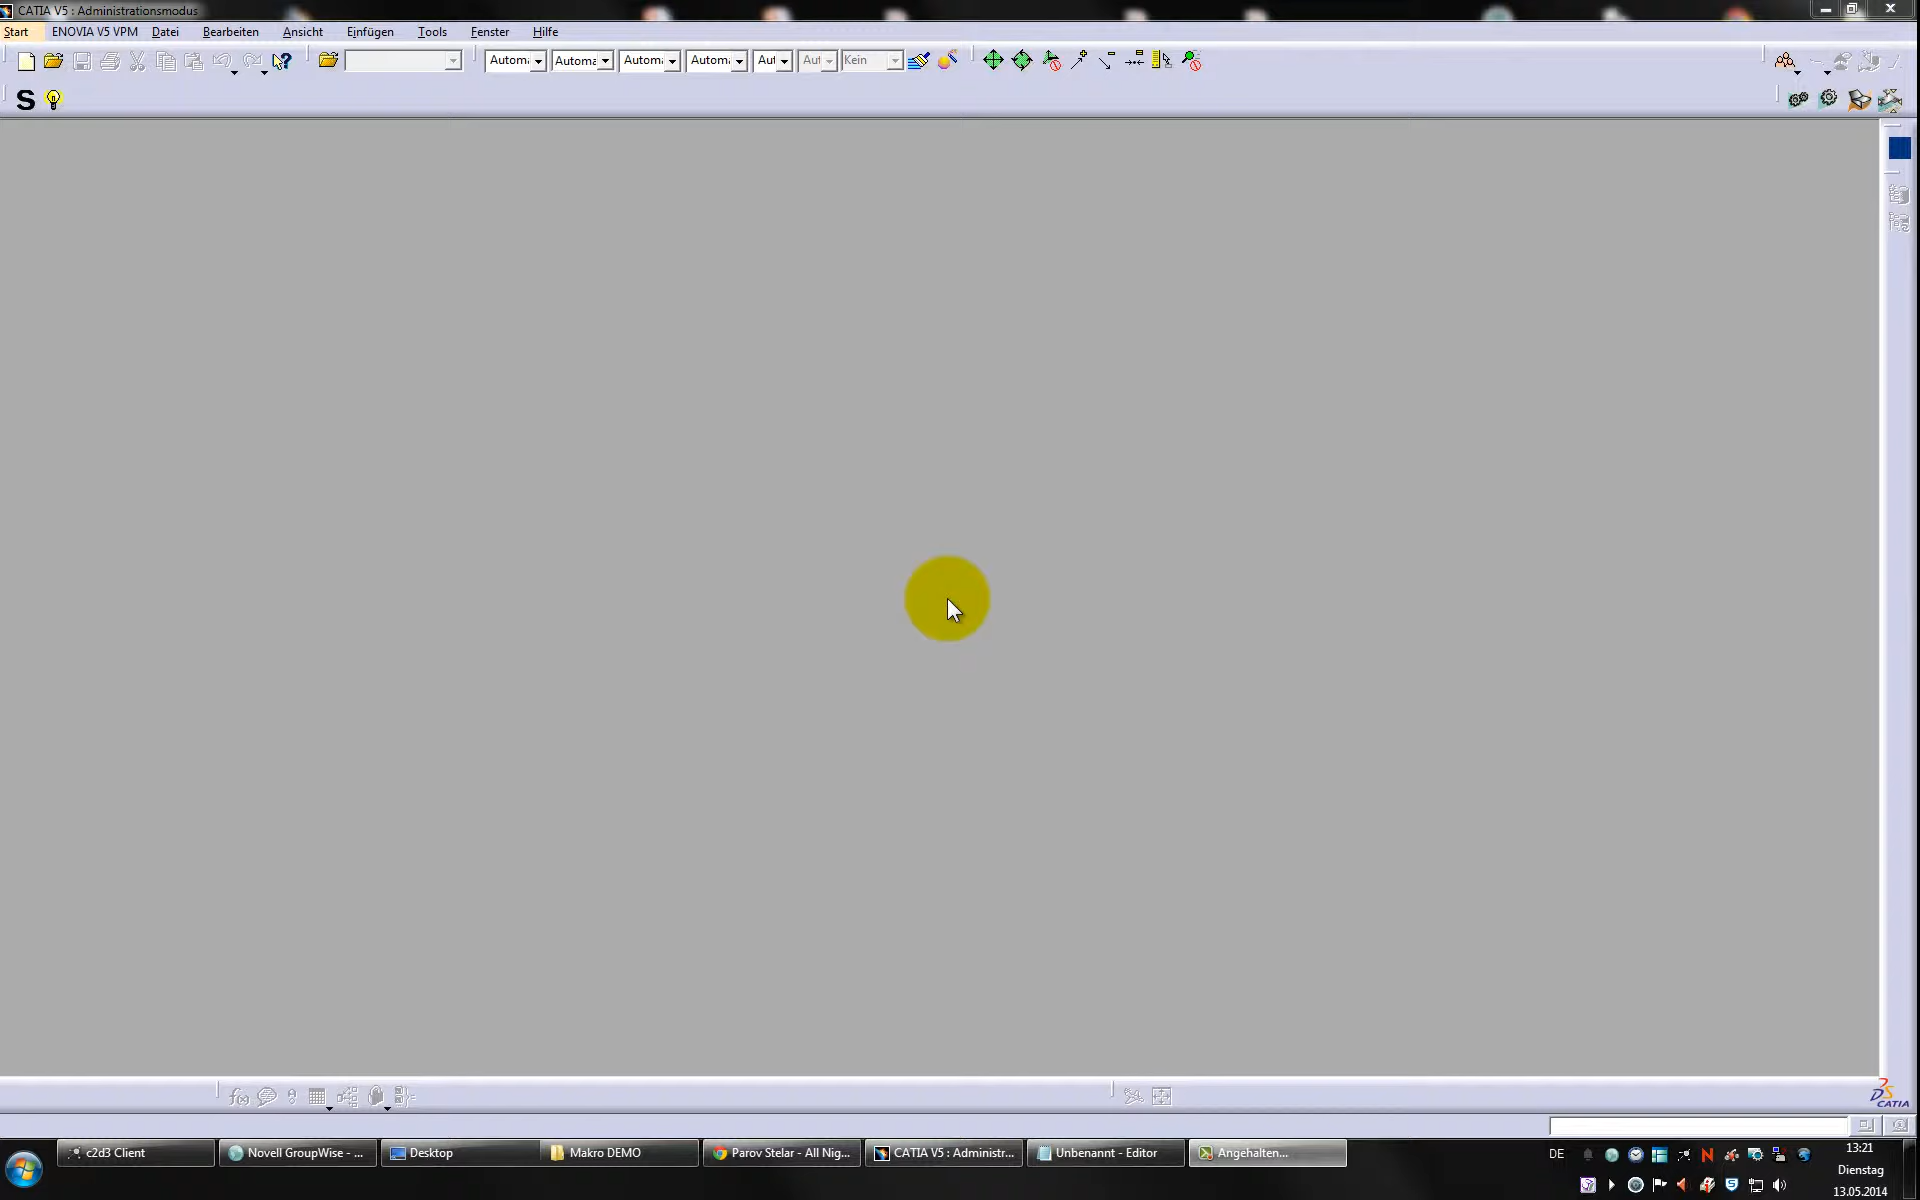 CATIA V5 : Administrationsmodus
Start ENOVIA V5 VPM Datei Bearbeiten Ansicht Einfügen Tools Fenster Hilfe
Autom Automa Autom Autom Aut Aut Kein
S
f(x)
CATIA
c2d3 Client Novell GroupWise - ... Desktop Makro DEMO Parov Stelar - All Nig... CATIA V5 : Administr... Unbenannt - Editor Angehalten... DE 13:21
Dienstag
13.05.2014